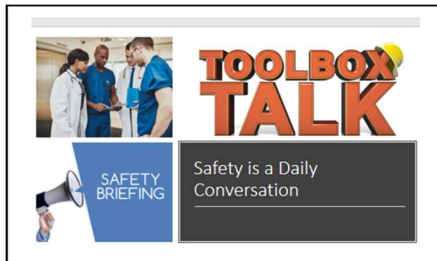 TOOLBOX
TALK
SAFETY
BRIEFING
Safety is a Daily
Conversation